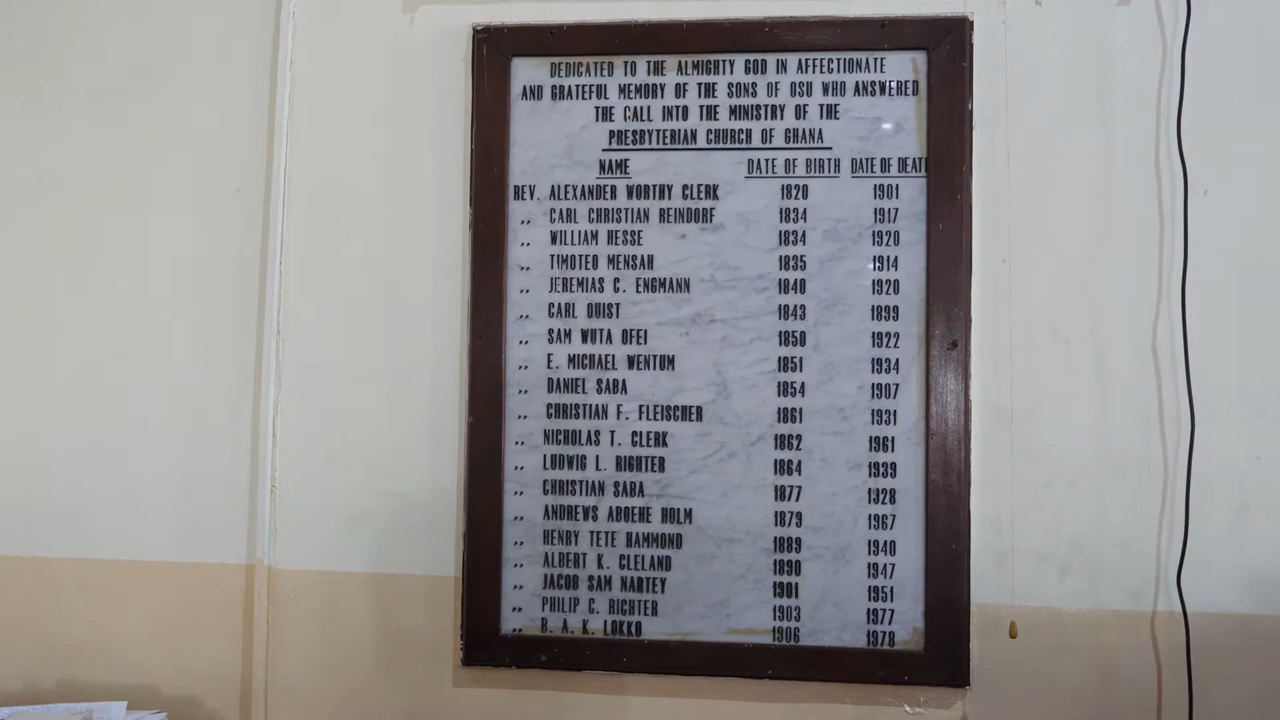 DEDICATED TO THE ALMIGHTY GOD IN AFFECTIONATE
AND GRATEFUL MEMORY OF THE SONS OF OSU WHO ANSWERED
THE CALL INTO THE MINISTRY OF THE
PRESBYTERIAN CHURCH OF GHANA
NAME DATE OF BIRTH DATE OF DEATH
REV. ALEXANDER WORTHY CLERK 1820 1901
,, CARL CHRISTIAN REINDORF 1834 1917
,, WILLIAM HESSE 1834 1920
,, TIMOTEO MENSAH 1835 1914
,, JEREMIAS C. ENGMANN 1840 1920
,, CARL QUIST 1843 1899
,, SAM WUTA OFEI 1850 1922
,, E. MICHAEL WENTUM 1851 1934
,, DANIEL SABA 1854 1907
,, CHRISTIAN F. FLEISCHER 1861 1931
,, NICHOLAS T. CLERK 1862 1961
,, LUDWIG L. RICHTER 1864 1939
,, CHRISTIAN SABA 1877 1928
,, ANDREWS ABOEHE HOLM 1879 1967
,, HENRY TETE HAMMOND 1889 1940
,, ALBERT K. CLELAND 1890 1947
,, JACOB SAM NARTEY 1901 1951
,, PHILIP C. RICHTER 1903 1977
,, B. A. K. LOKKO 1906 1978